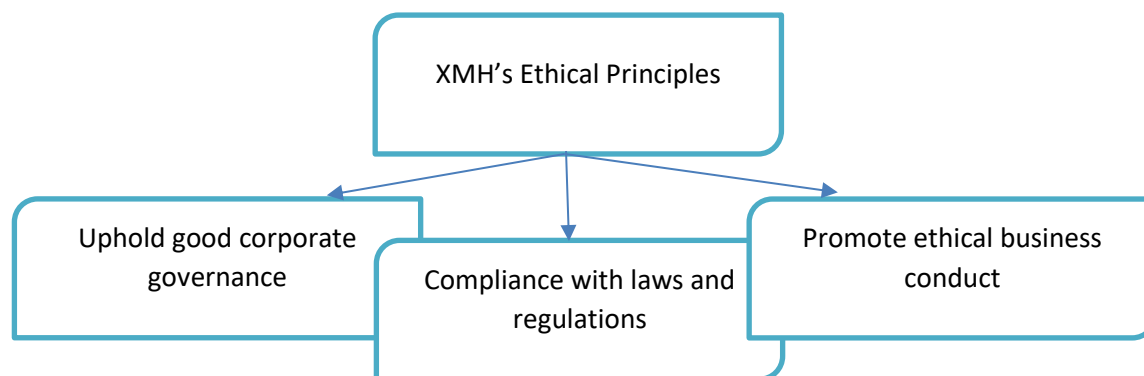 XMH’s Ethical Principles
Uphold good corporate
governance
Compliance with laws and
regulations
Promote ethical business
conduct